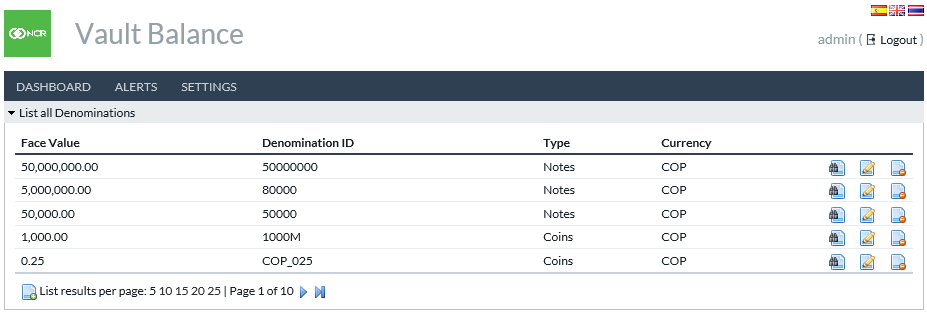 NCR
Vault Balance
admin ( Logout )
DASHBOARD ALERTS SETTINGS
List all Denominations
Face Value Denomination ID Type Currency
50,000,000.00 50000000 Notes COP
5,000,000.00 80000 Notes COP
50,000.00 50000 Notes COP
1,000.00 1000M Coins COP
0.25 COP_025 Coins COP
List results per page: 5 10 15 20 25 | Page 1 of 10